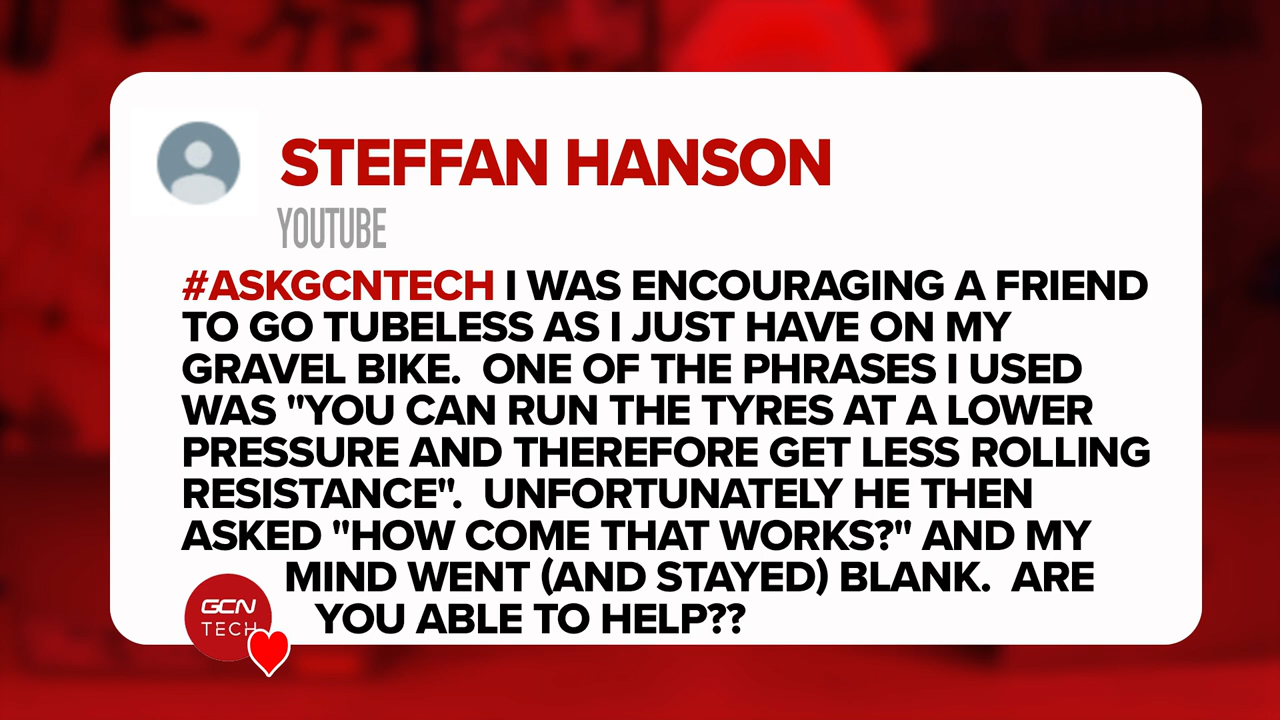 STEFFAN HANSON
YOUTUBE
#ASKGCNTECH I WAS ENCOURAGING A FRIEND
TO GO TUBELESS AS I JUST HAVE ON MY
GRAVEL BIKE.  ONE OF THE PHRASES I USED
WAS "YOU CAN RUN THE TYRES AT A LOWER
PRESSURE AND THEREFORE GET LESS ROLLING
RESISTANCE".  UNFORTUNATELY HE THEN
ASKED "HOW COME THAT WORKS?" AND MY
MIND WENT (AND STAYED) BLANK.  ARE
YOU ABLE TO HELP??
GCN
TECH